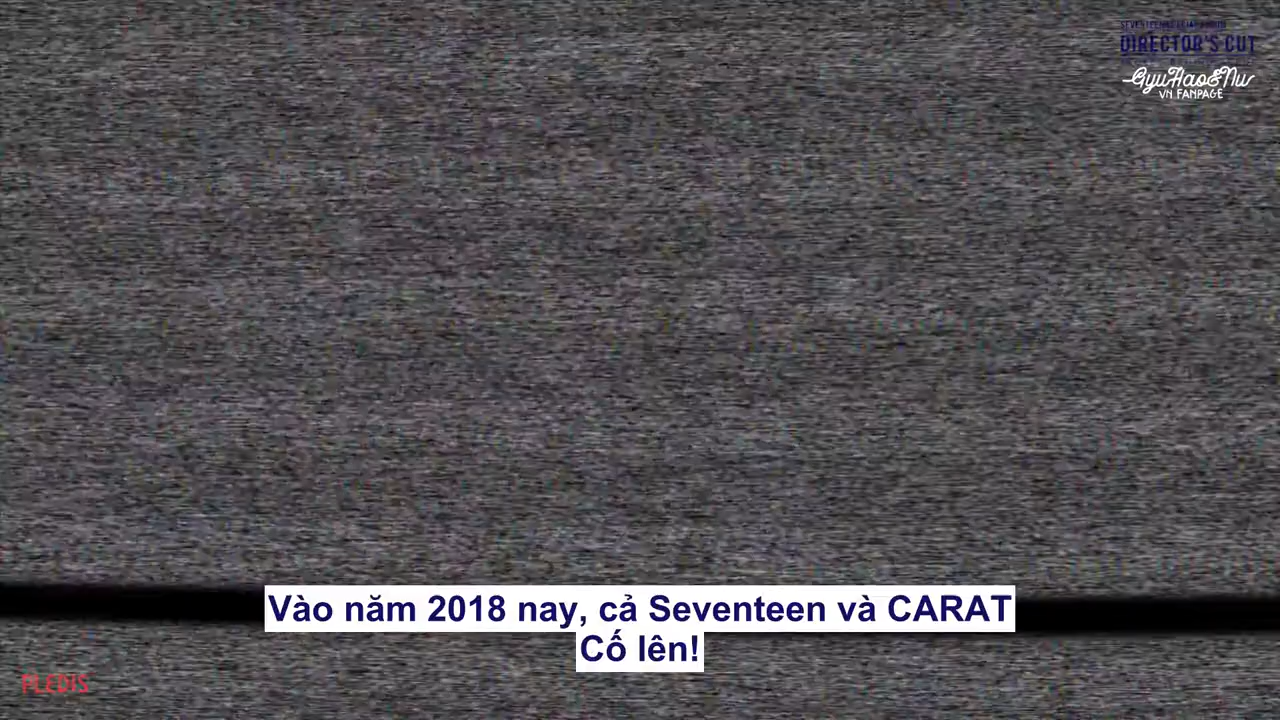 DIRECTOR'S CUT
GyuHao&Nu
VN FANPAGE
Vào năm 2018 nay, cả Seventeen và CARAT
Cố lên!
PLEDIS